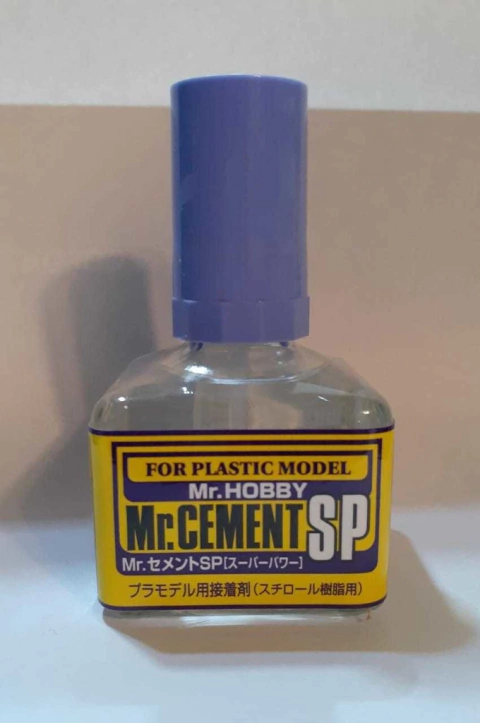 FOR PLASTIC MODEL
Mr.HOBBY
Mr.CEMENT SP
Mr.セメントSP[スーパーパワー]
プラモデル用接着剤(スチロール樹脂用)